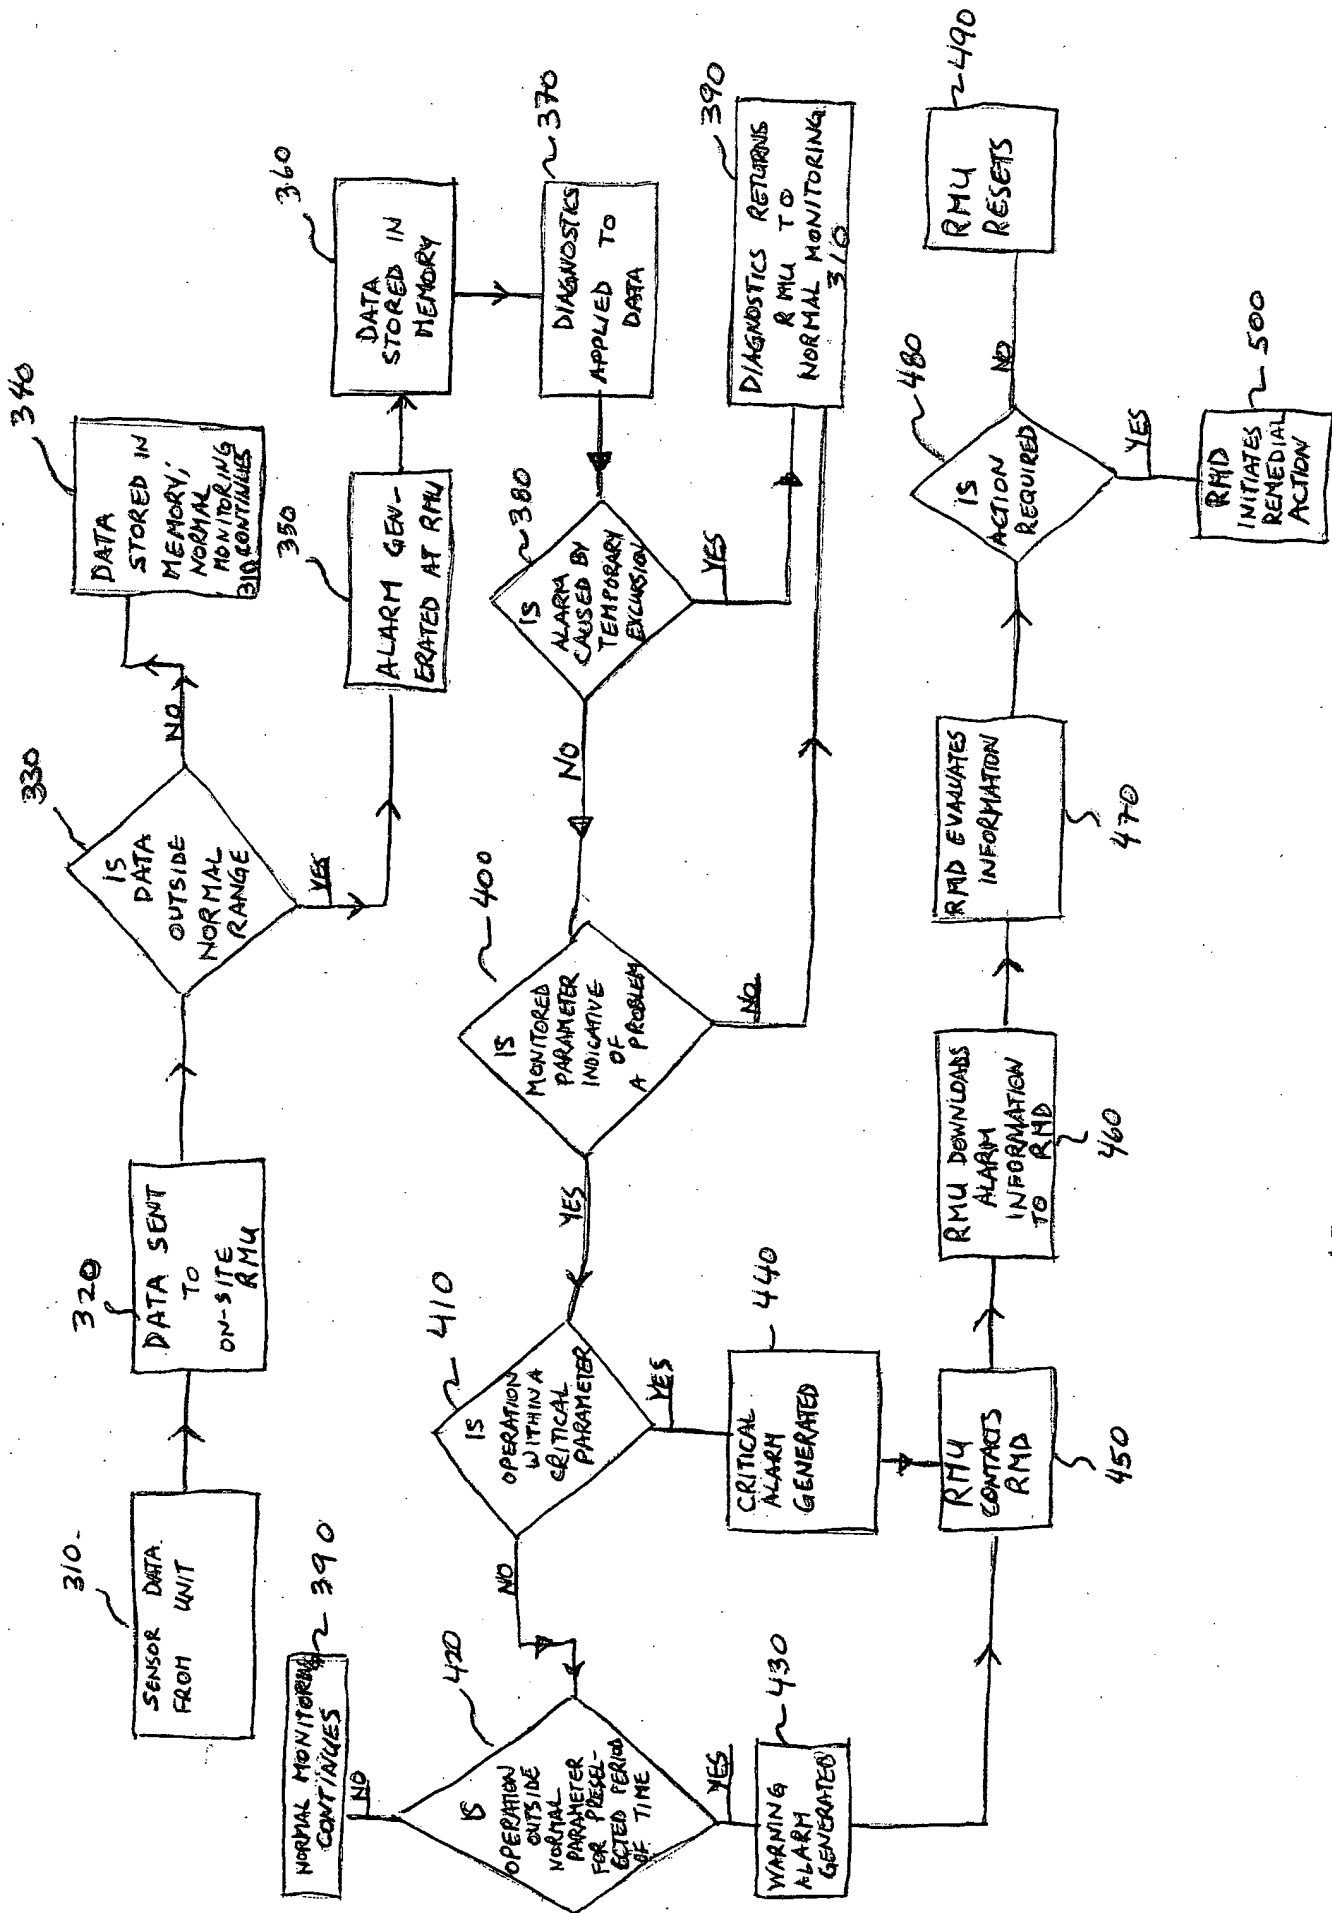 310
SENSOR DATA
FROM UNIT
320
DATA SENT
TO
ON-SITE
RMU
330
IS
DATA
OUTSIDE
NORMAL
RANGE
NO
YES
340
DATA
STORED IN
MEMORY;
NORMAL
MONITORING
310 CONTINUES
350
ALARM GEN-
ERATED AT RMU
360
DATA
STORED IN
MEMORY
370
DIAGNOSTICS
APPLIED TO
DATA
380
IS
ALARM
CAUSED BY
TEMPORARY
EXCURSION
YES
NO
390
DIAGNOSTICS RETURNS
RMU TO
NORMAL MONITORING
310
400
IS
MONITORED
PARAMETER
INDICATIVE
OF
A PROBLEM
NO
YES
410
IS
OPERATION
WITHIN A
CRITICAL
PARAMETER
YES
NO
420
IS
OPERATION
OUTSIDE
NORMAL
PARAMETER
FOR PRESEL-
ECTED PERIOD
OF TIME
NO
YES
390
NORMAL MONITORING
CONTINUES
430
WARNING
ALARM
GENERATED
440
CRITICAL
ALARM
GENERATED
450
RMU
CONTACTS
RMD
460
RMU DOWNLOADS
ALARM
INFORMATION
TO RMD
470
RMD EVALUATES
INFORMATION
480
IS
ACTION
REQUIRED
NO
YES
490
RMU
RESETS
500
RMD
INITIATES
REMEDIAL
ACTION